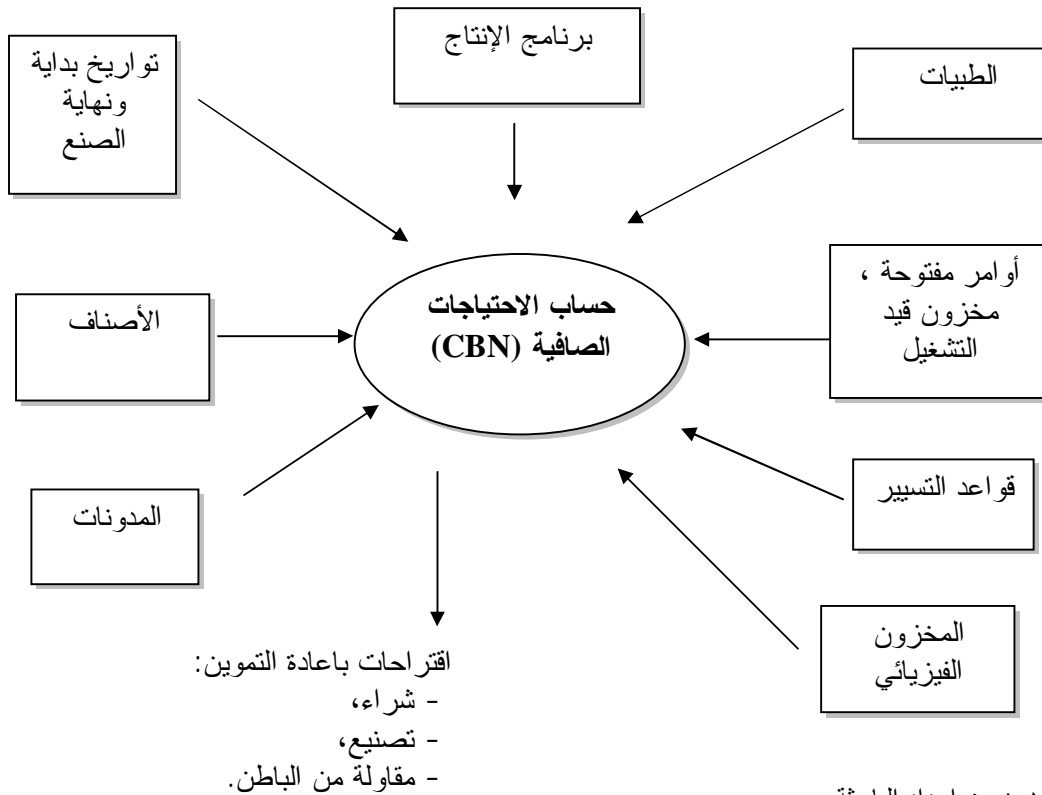 برنامج الإنتاج
تواريخ بداية
ونهاية
الصنع
الطبيات
أوامر مفتوحة ،
مخزون قيد
التشغيل
حساب الاحتياجات
الصافية (CBN)
الأصناف
قواعد التسيير
المدونات
المخزون
الفيزيائي
اقتراحات باعادة التموين:
- شراء،
- تصنيع،
- مقاولة من الباطن.